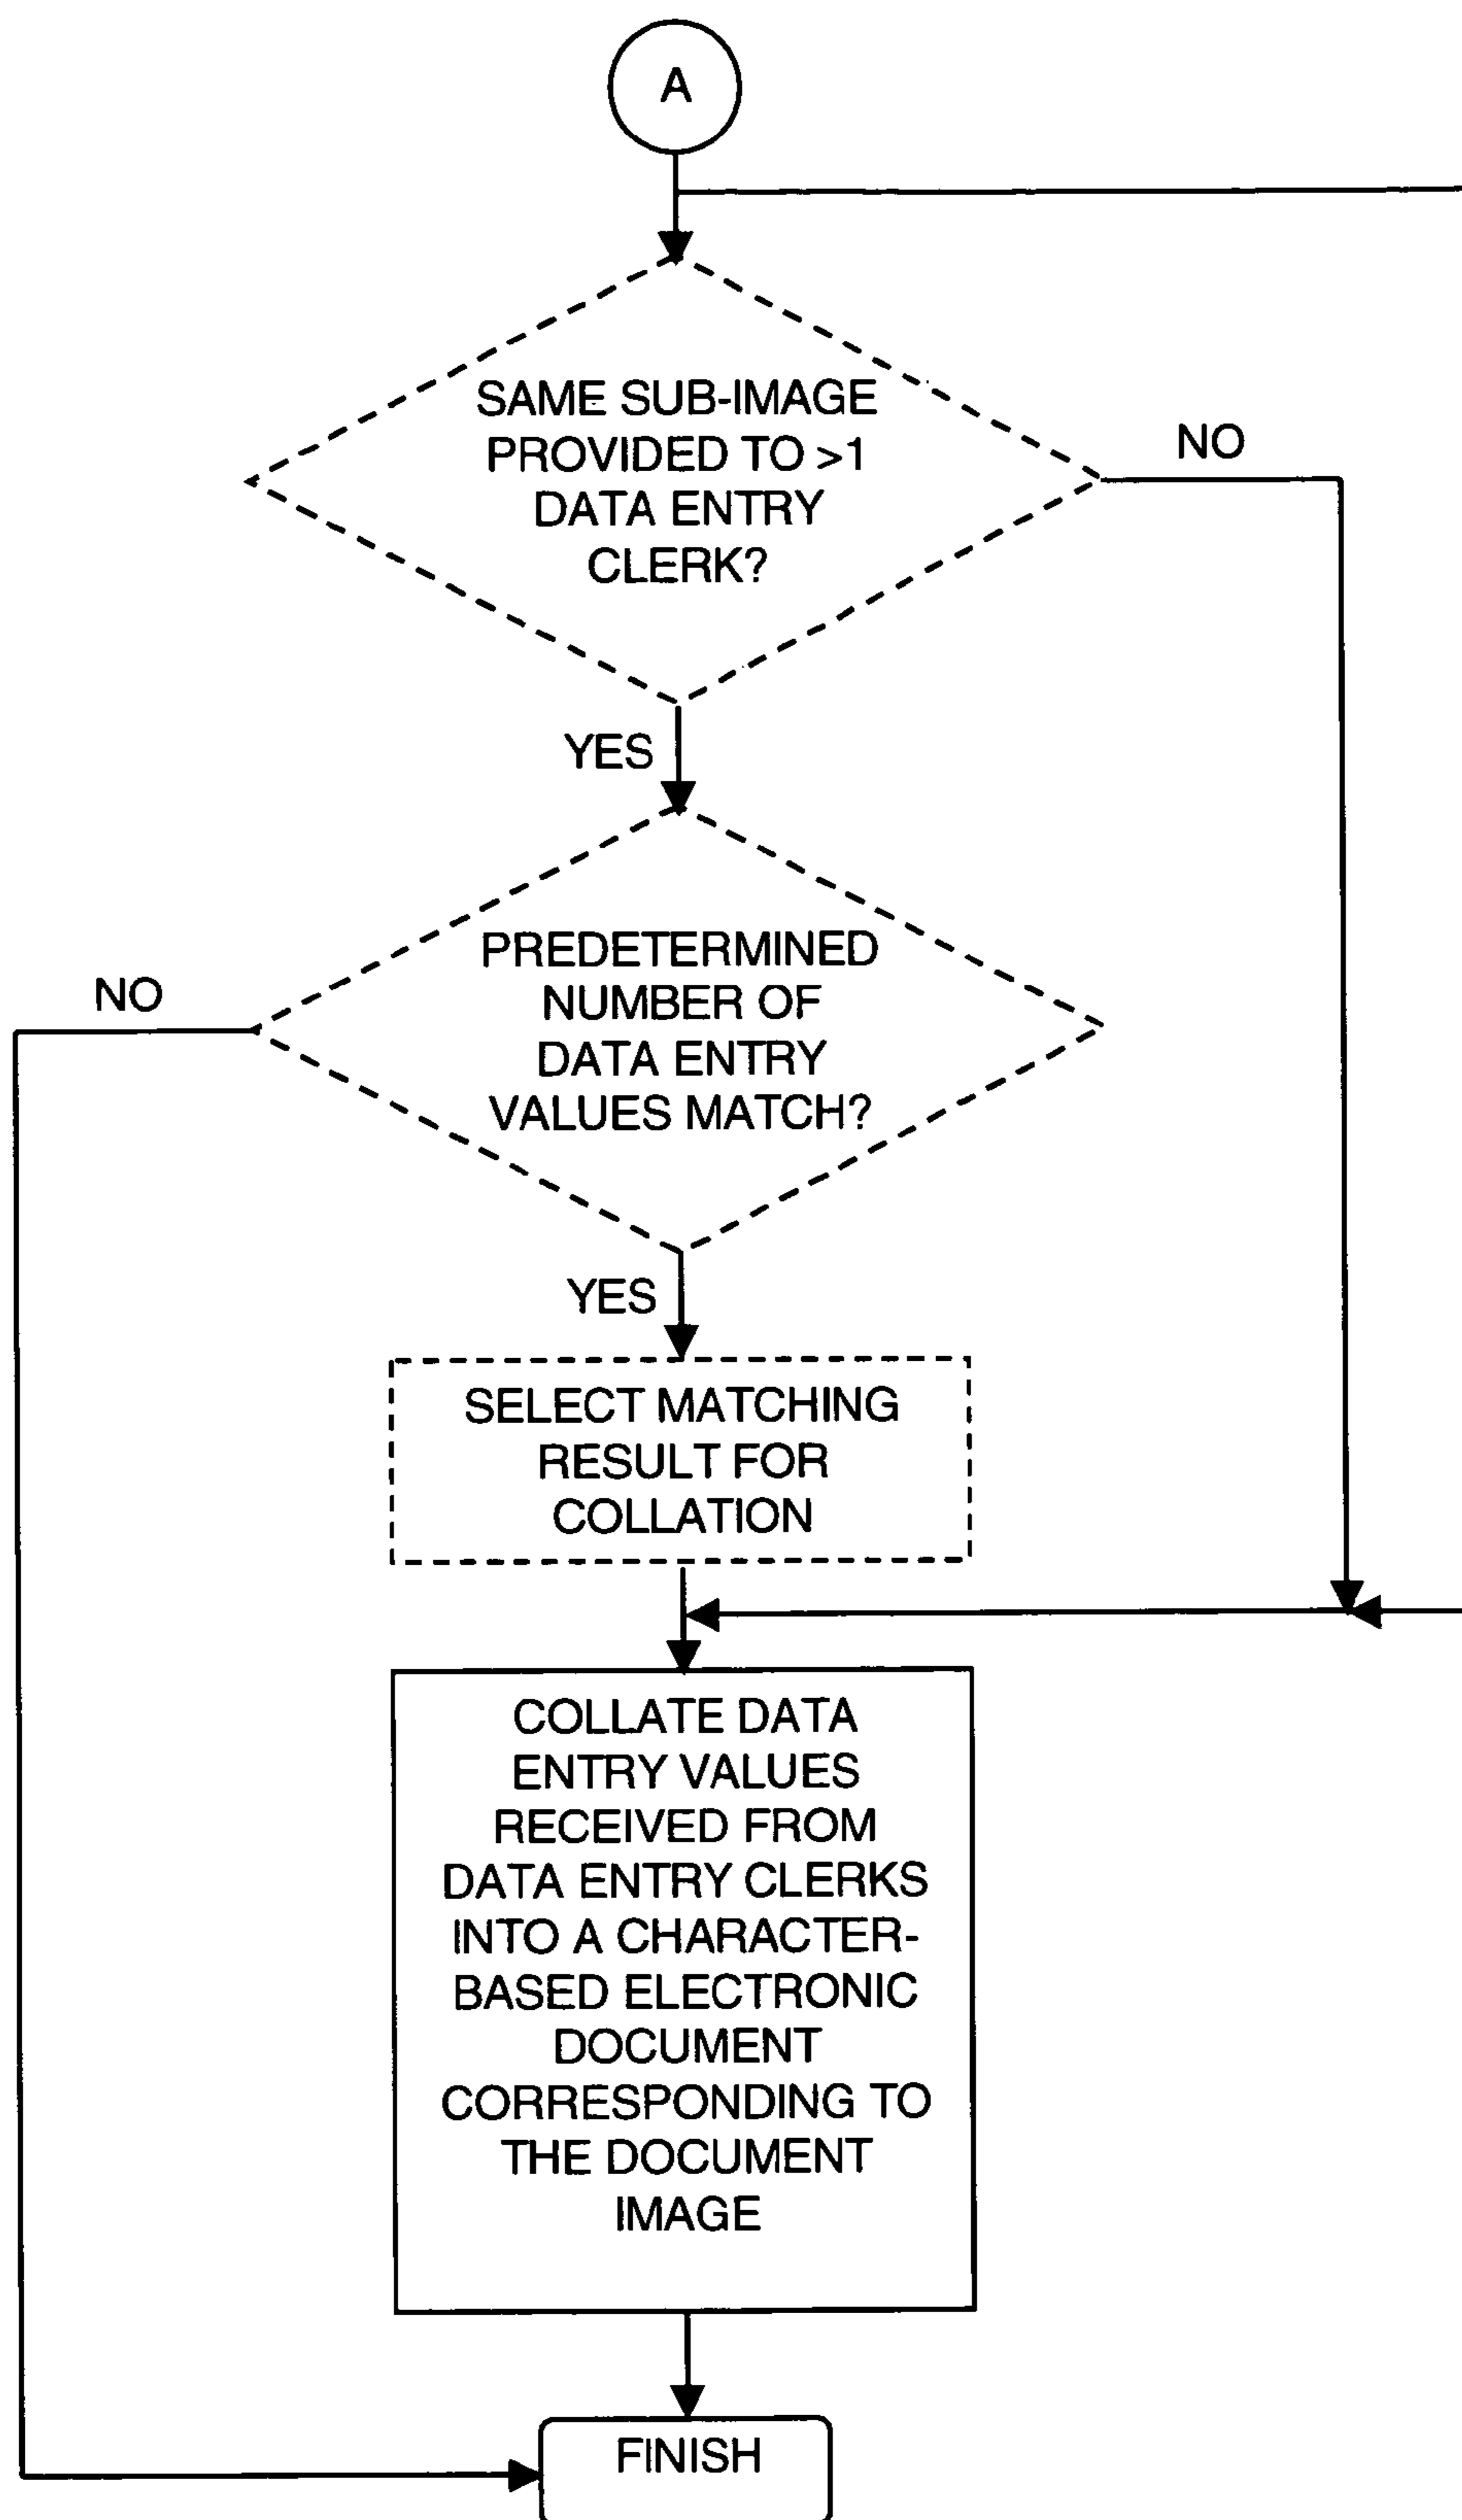 A
SAME SUB-IMAGE
PROVIDED TO >1
DATA ENTRY
CLERK?
NO
YES
PREDETERMINED
NUMBER OF
DATA ENTRY
VALUES MATCH?
NO
YES
SELECT MATCHING
RESULT FOR
COLLATION
COLLATE DATA
ENTRY VALUES
RECEIVED FROM
DATA ENTRY CLERKS
INTO A CHARACTER-
BASED ELECTRONIC
DOCUMENT
CORRESPONDING TO
THE DOCUMENT
IMAGE
FINISH